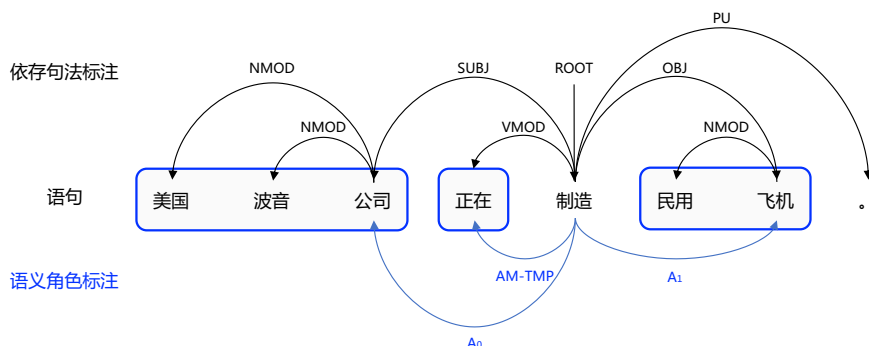 PU
依存句法标注 NMOD SUBJ ROOT OBJ
NMOD VMOD NMOD
语句 美国 波音 公司 正在 制造 民用 飞机 。
语义角色标注 AM-TMP A1
A0